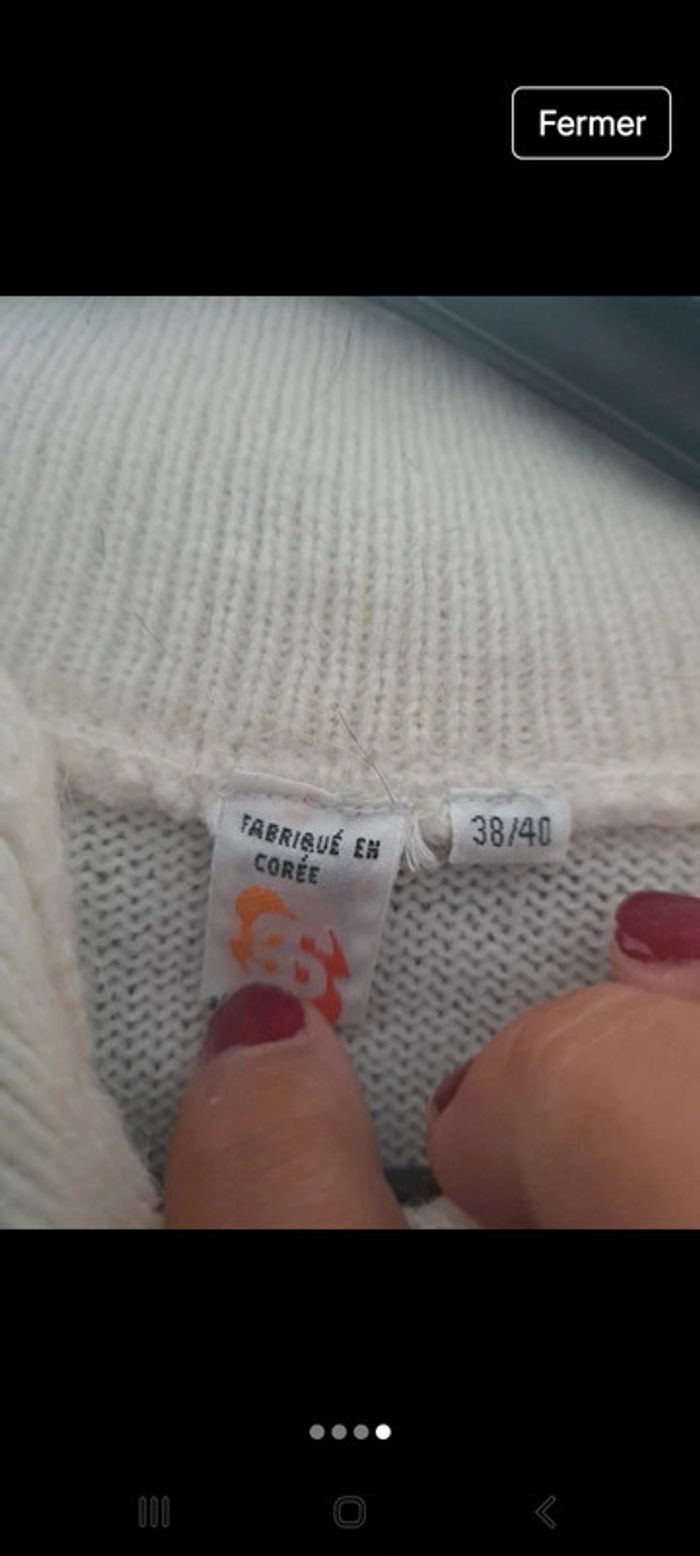 Fermer
FABRIQUÉ EN
CORÉE
38/40